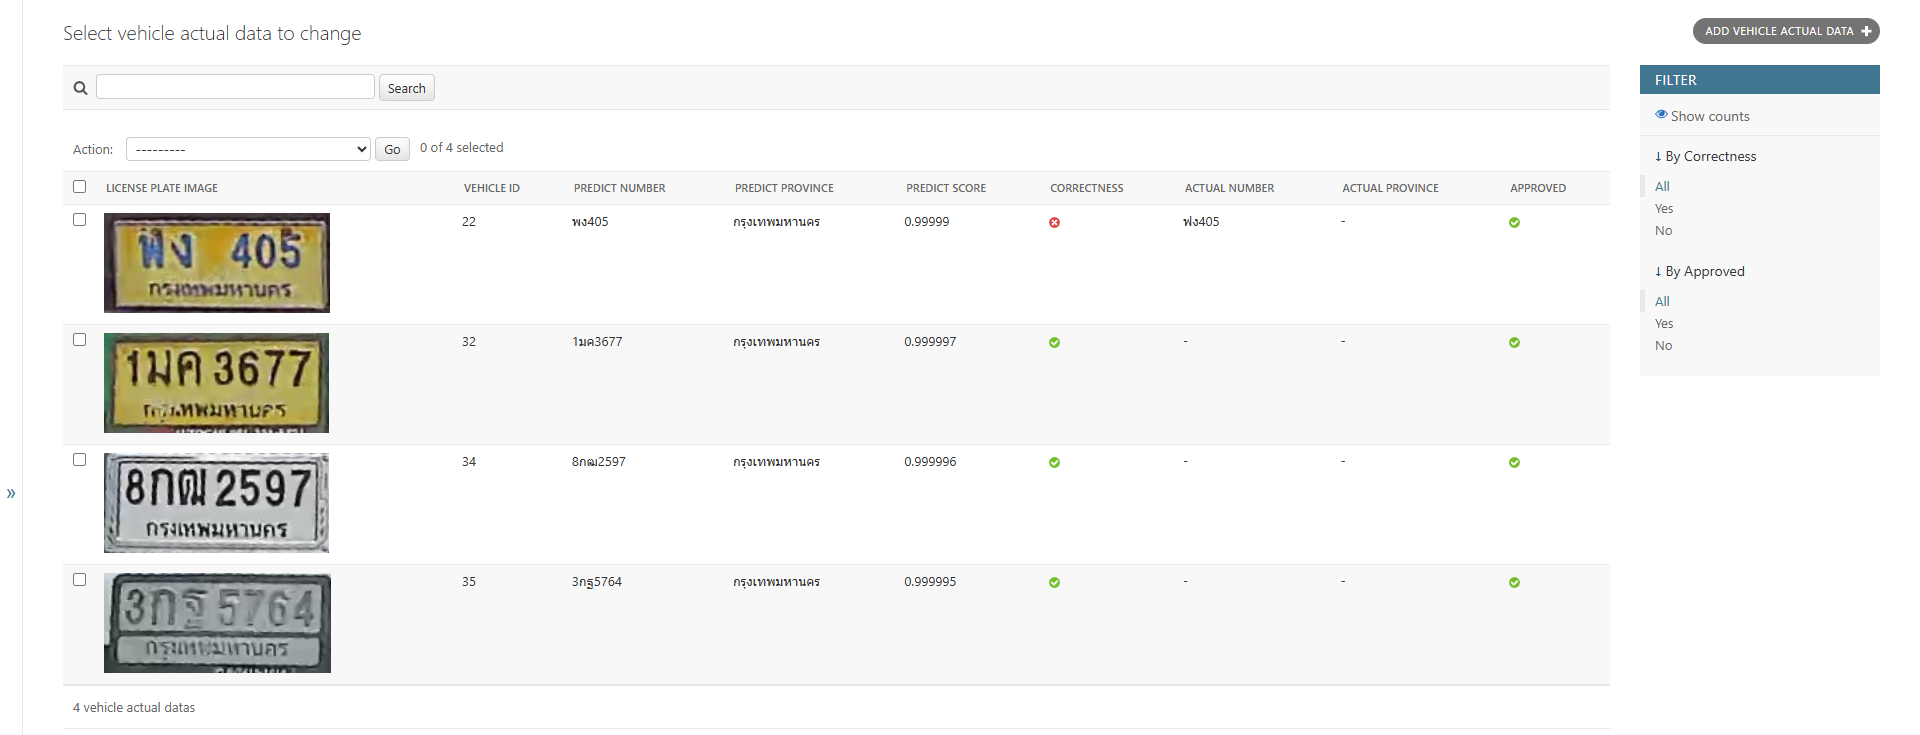 Select vehicle actual data to change
ADD VEHICLE ACTUAL DATA +
Search
Action: --------- Go 0 of 4 selected
LICENSE PLATE IMAGE VEHICLE ID PREDICT NUMBER PREDICT PROVINCE PREDICT SCORE CORRECTNESS ACTUAL NUMBER ACTUAL PROVINCE APPROVED
22 พง405 กรุงเทพมหานคร 0.99999 ฟง405 -
ฟง 405
กรุงเทพมหานคร
32 1มค3677 กรุงเทพมหานคร 0.999997 - -
1มค 3677
กรุงเทพมหานคร
34 8กฒ2597 กรุงเทพมหานคร 0.999996 - -
8กฒ 2597
กรุงเทพมหานคร
35 3กฐ5764 กรุงเทพมหานคร 0.999995 - -
3กฐ 5764
กรุงเทพมหานคร
4 vehicle actual datas
FILTER
Show counts
↓ By Correctness
All
Yes
No
↓ By Approved
All
Yes
No
»